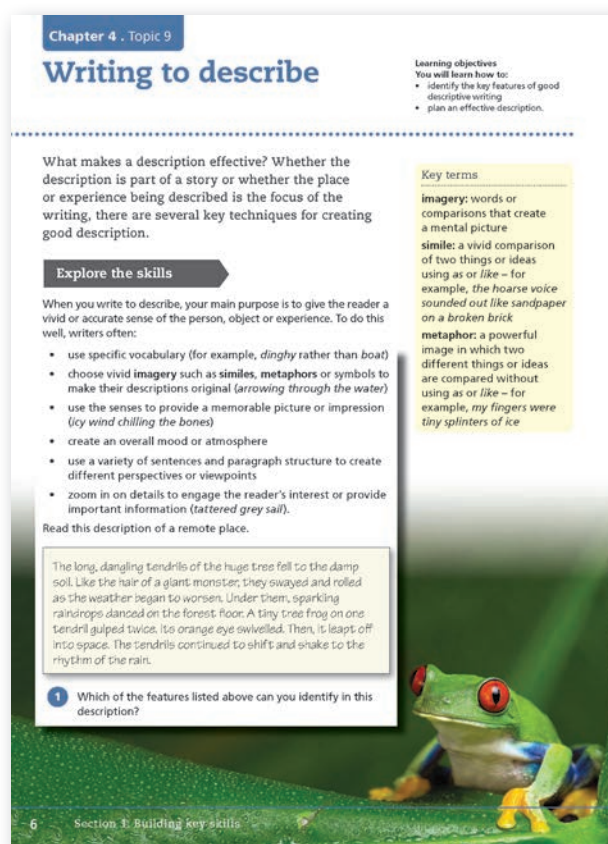 Chapter 4 . Topic 9
Writing to describe
Learning objectives
You will learn how to:
• identify the key features of good
descriptive writing
• plan an effective description.
What makes a description effective? Whether the
description is part of a story or whether the place
or experience being described is the focus of the
writing, there are several key techniques for creating
good description.
Explore the skills
When you write to describe, your main purpose is to give the reader a
vivid or accurate sense of the person, object or experience. To do this
well, writers often:
• use specific vocabulary (for example, dinghy rather than boat)
• choose vivid imagery such as similes, metaphors or symbols to
make their descriptions original (arrowing through the water)
• use the senses to provide a memorable picture or impression
(icy wind chilling the bones)
• create an overall mood or atmosphere
• use a variety of sentences and paragraph structure to create
different perspectives or viewpoints
• zoom in on details to engage the reader's interest or provide
important information (tattered grey sail).
Read this description of a remote place.
The long, dangling tendrils of the huge tree fell to the damp
soil. Like the hair of a giant monster, they swayed and rolled
as the weather began to worsen. Under them, sparkling
raindrops danced on the forest floor. A tiny tree frog on one
tendril gulped twice. Its orange eye swivelled. Then, it leapt off
into space. The tendrils continued to shift and shake to the
rhythm of the rain.
1 Which of the features listed above can you identify in this
description?
Key terms
imagery: words or
comparisons that create
a mental picture
simile: a vivid comparison
of two things or ideas
using as or like – for
example, the hoarse voice
sounded out like sandpaper
on a broken brick
metaphor: a powerful
image in which two
different things or ideas
are compared without
using as or like – for
example, my fingers were
tiny splinters of ice
6 Section 1: Building key skills